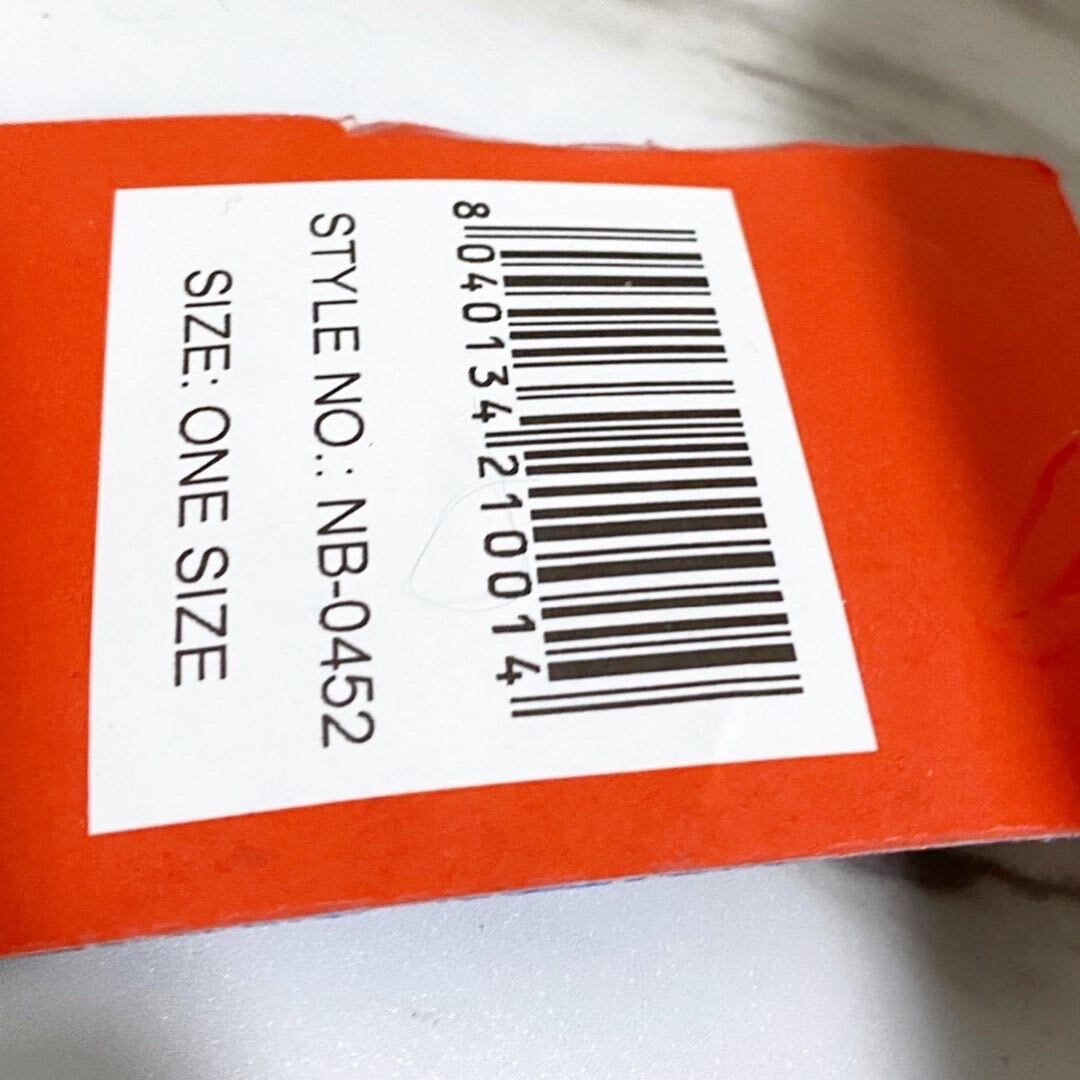 8 040134 210014
STYLE NO.: NB-0452
SIZE: ONE SIZE